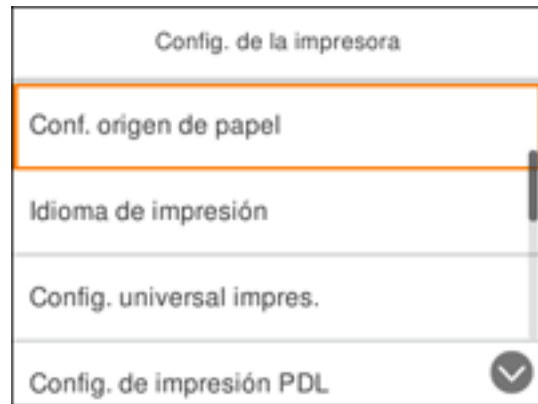 Config. de la impresora
Conf. origen de papel
Idioma de impresión
Config. universal impres.
Config. de impresión PDL